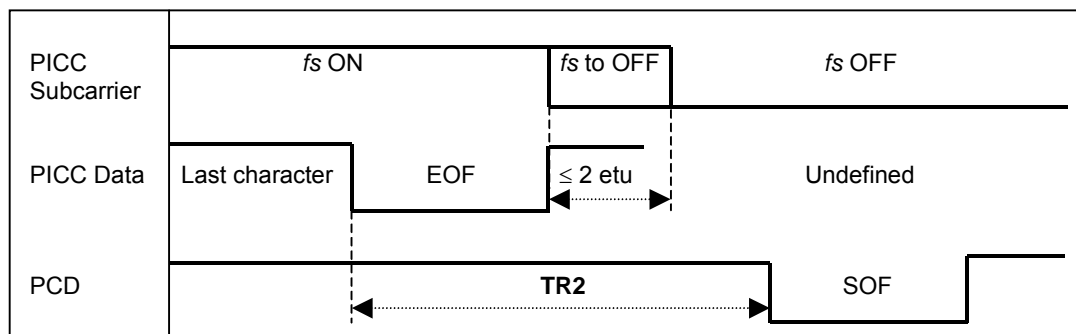 PICC Subcarrier
fs ON
fs to OFF
fs OFF
PICC Data
Last character
EOF
≤ 2 etu
Undefined
PCD
TR2
SOF